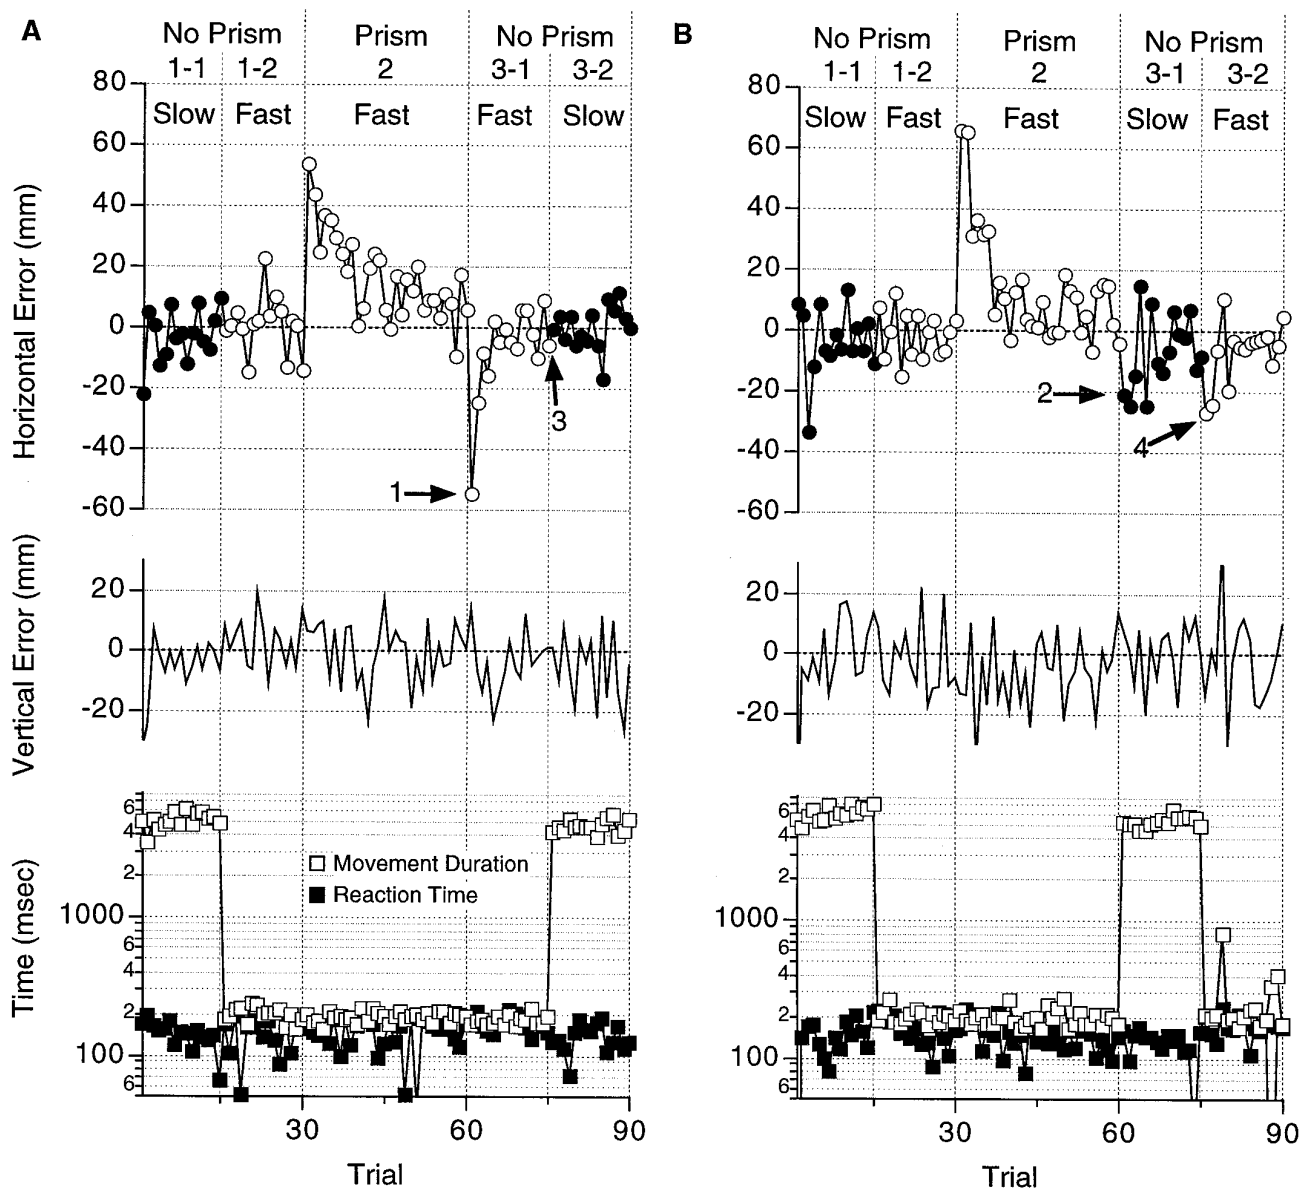 A
No Prism Prism No Prism
1-1 1-2 2 3-1 3-2
Slow Fast Fast Fast Slow
80
60
40
20
0
-20
-40
-60
Horizontal Error (mm)
1
3
20
0
-20
Vertical Error (mm)
6
4
2
1000
6
4
2
100
6
Time (msec)
Movement Duration
Reaction Time
30 60 90
Trial
B
No Prism Prism No Prism
1-1 1-2 2 3-1 3-2
Slow Fast Fast Slow Fast
80
60
40
20
0
-20
-40
-60
2
4
20
0
-20
6
4
2
1000
6
4
2
100
6
30 60 90
Trial